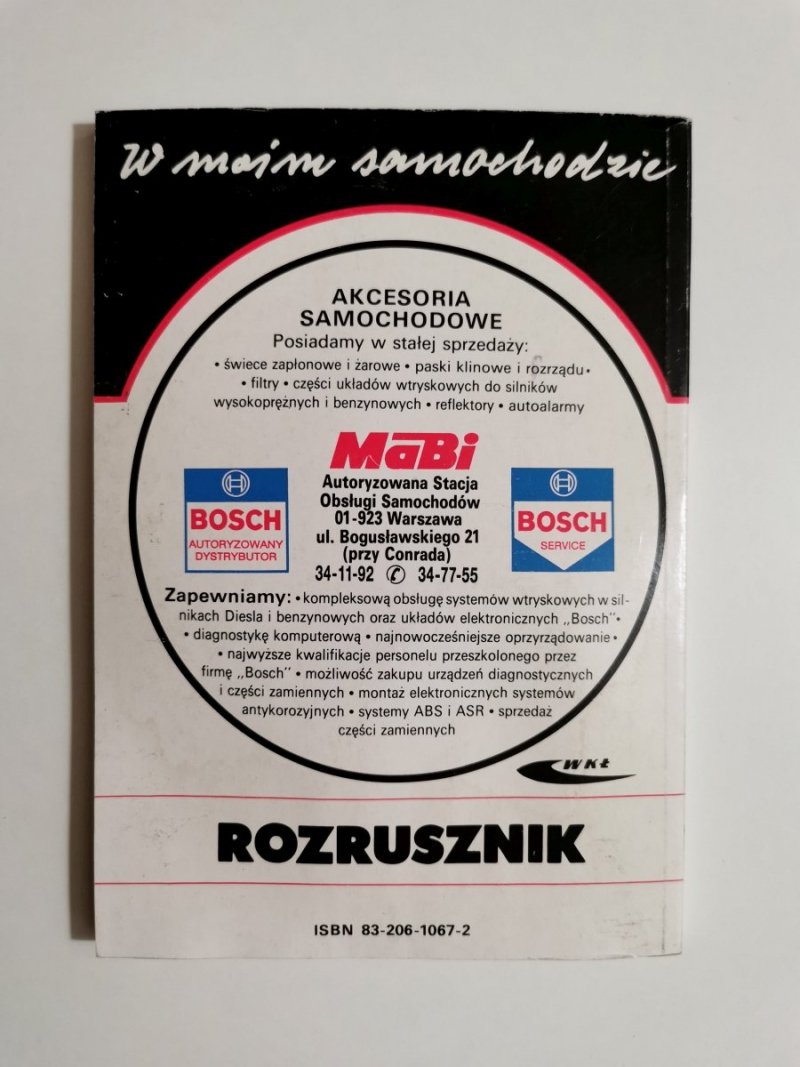 W moim samochodzie
AKCESORIA
SAMOCHODOWE
Posiadamy w stałej sprzedaży:
• świece zapłonowe i żarowe • paski klinowe i rozrządu •
• filtry • części układów wtryskowych do silników
wysokoprężnych i benzynowych • reflektory • autoalarmy
MaBi
BOSCH
AUTORYZOWANY
DYSTRYBUTOR
Autoryzowana Stacja
Obsługi Samochodów
01-923 Warszawa
ul. Bogusławskiego 21
(przy Conrada)
34-11-92 ✆ 34-77-55
BOSCH
SERVICE
Zapewniamy: • kompleksową obsługę systemów wtryskowych w sil-
nikach Diesla i benzynowych oraz układów elektronicznych „Bosch" •
• diagnostykę komputerową • najnowocześniejsze oprzyrządowanie •
• najwyższe kwalifikacje personelu przeszkolonego przez
firmę „Bosch" • możliwość zakupu urządzeń diagnostycznych
i części zamiennych • montaż elektronicznych systemów
antykorozyjnych • systemy ABS i ASR • sprzedaż
części zamiennych
WKŁ
ROZRUSZNIK
ISBN 83-206-1067-2